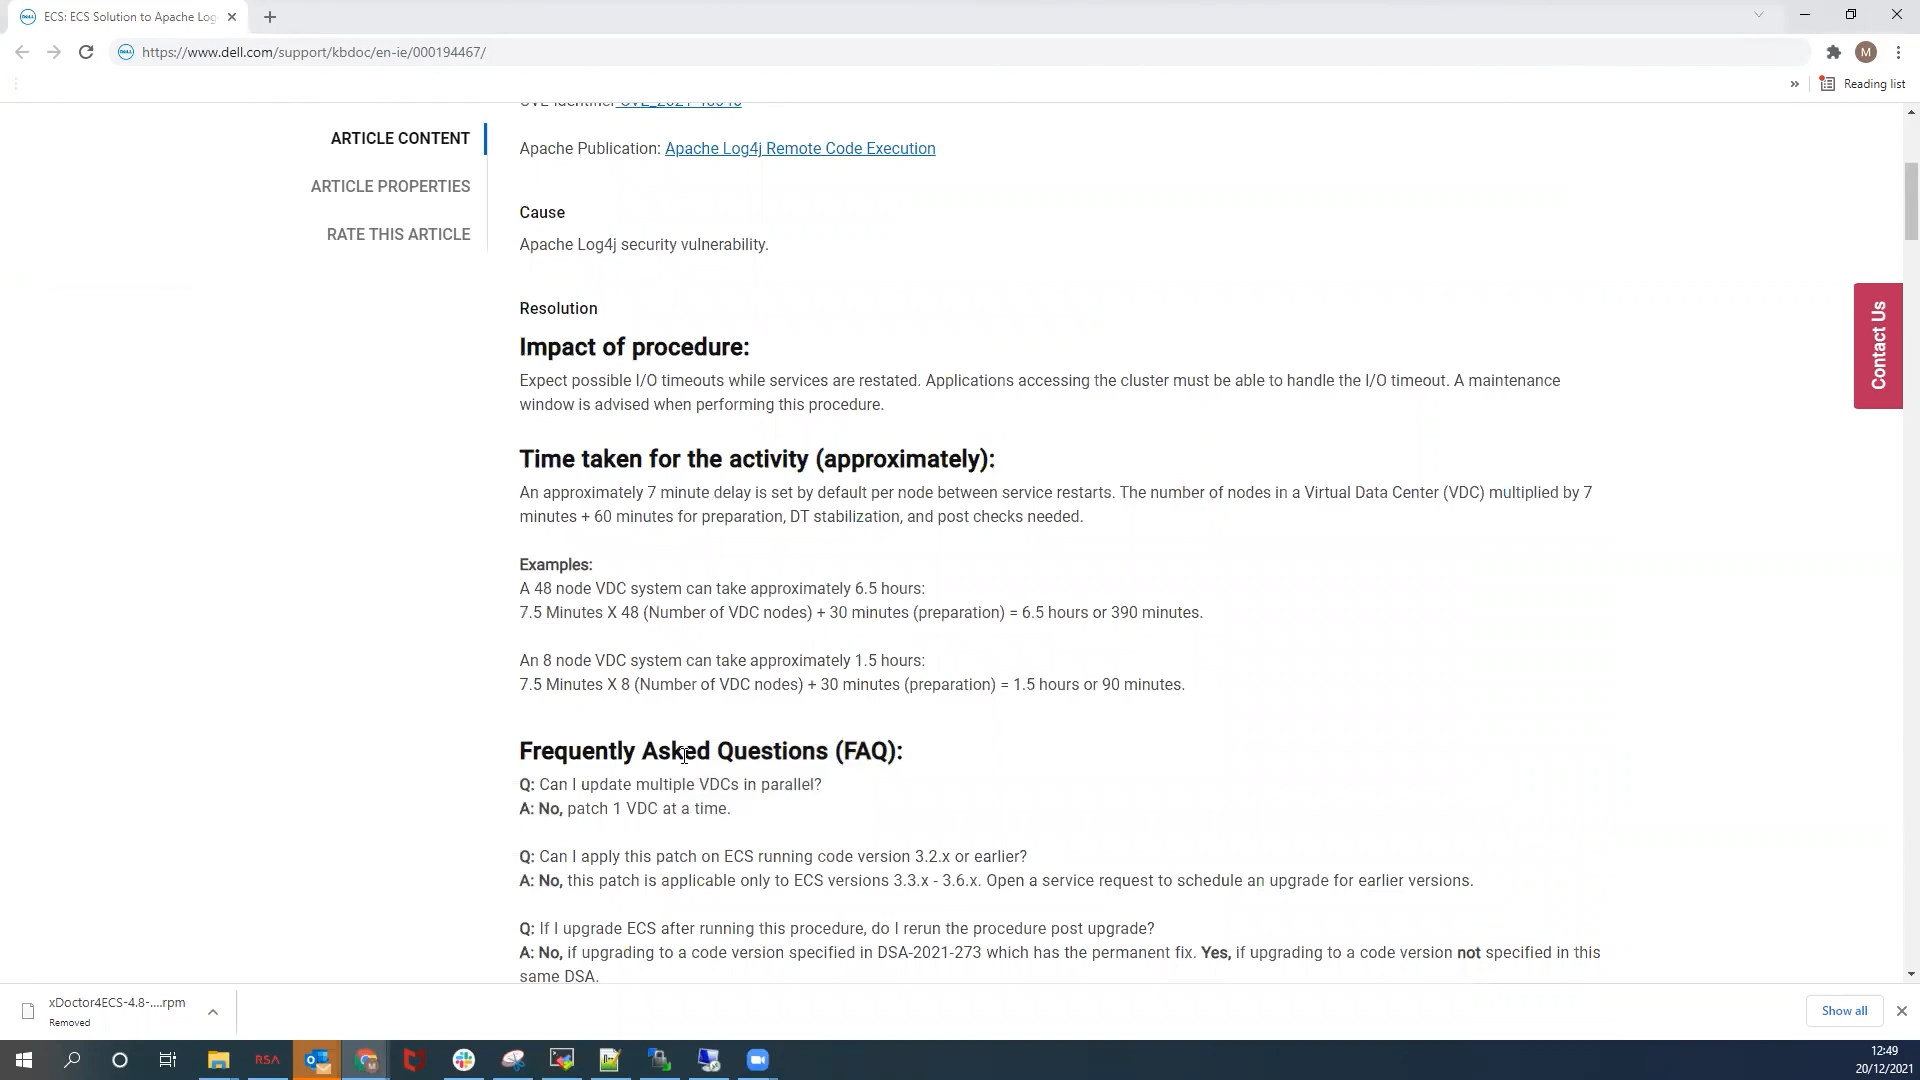 ECS: ECS Solution to Apache Log
https://www.dell.com/support/kbdoc/en-ie/000194467/
M
Reading list
ARTICLE CONTENT
ARTICLE PROPERTIES
RATE THIS ARTICLE
Apache Publication: Apache Log4j Remote Code Execution
Cause
Apache Log4j security vulnerability.
Resolution
Impact of procedure:
Expect possible I/O timeouts while services are restated. Applications accessing the cluster must be able to handle the I/O timeout. A maintenance
window is advised when performing this procedure.
Time taken for the activity (approximately):
An approximately 7 minute delay is set by default per node between service restarts. The number of nodes in a Virtual Data Center (VDC) multiplied by 7
minutes + 60 minutes for preparation, DT stabilization, and post checks needed.
Examples:
A 48 node VDC system can take approximately 6.5 hours:
7.5 Minutes X 48 (Number of VDC nodes) + 30 minutes (preparation) = 6.5 hours or 390 minutes.
An 8 node VDC system can take approximately 1.5 hours:
7.5 Minutes X 8 (Number of VDC nodes) + 30 minutes (preparation) = 1.5 hours or 90 minutes.
Frequently Asked Questions (FAQ):
Q: Can I update multiple VDCs in parallel?
A: No, patch 1 VDC at a time.
Q: Can I apply this patch on ECS running code version 3.2.x or earlier?
A: No, this patch is applicable only to ECS versions 3.3.x - 3.6.x. Open a service request to schedule an upgrade for earlier versions.
Q: If I upgrade ECS after running this procedure, do I rerun the procedure post upgrade?
A: No, if upgrading to a code version specified in DSA-2021-273 which has the permanent fix. Yes, if upgrading to a code version not specified in this
same DSA.
Contact Us
xDoctor4ECS-4.8-....rpm
Removed
Show all
RSA
12:49
20/12/2021